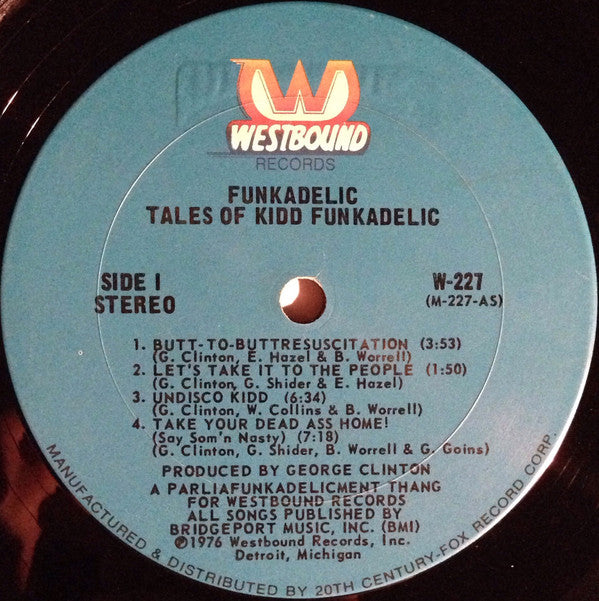 W
WESTBOUND
RECORDS
FUNKADELIC
TALES OF KIDD FUNKADELIC
SIDE I
STEREO
W-227
(M-227-AS)
1. BUTT-TO-BUTTRESUSCITATION (3:53)
(G. Clinton, E. Hazel & B. Worrell)
2. LET'S TAKE IT TO THE PEOPLE (1:50)
(G. Clinton, G. Shider & E. Hazel)
3. UNDISCO KIDD (6:34)
(G. Clinton, W. Collins & B. Worrell)
4. TAKE YOUR DEAD ASS HOME!
(Say Som'n Nasty) (7:18)
(G. Clinton, G. Shider, B. Worrell & G. Goins)
PRODUCED BY GEORGE CLINTON
A PARLIAFUNKADELICMENT THANG
FOR WESTBOUND RECORDS
ALL SONGS PUBLISHED BY
BRIDGEPORT MUSIC, INC. (BMI)
℗1976 Westbound Records, Inc.
Detroit, Michigan
MANUFACTURED & DISTRIBUTED BY 20TH CENTURY-FOX RECORD CORP.